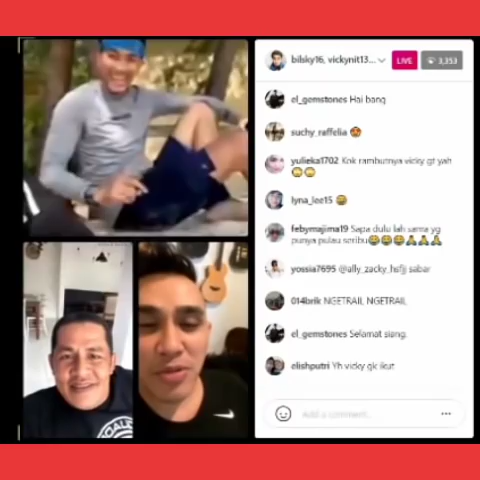 bilsky16, vickynit13...
LIVE
3,353
el_gemstones Hai bang
suchy_raffelia
yulieka1702 Kok rambutnya vicky gt yah
lyna_lee15
febymajima19 Sapa dulu lah sama yg
punya pulau seribu
yossia7695 @ally_zacky_hsfjj sabar
014brik NGETRAIL NGETRAIL
el_gemstones Selamat siang.
elishputri Yh vicky gk ikut
Add a comment...